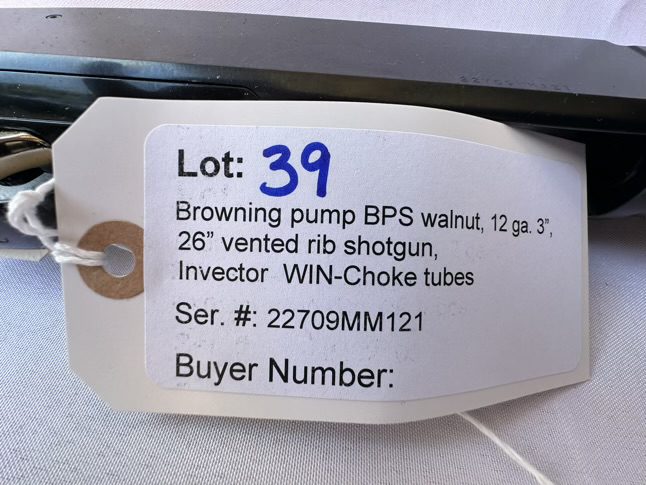 Lot: 39
Browning pump BPS walnut, 12 ga. 3”,
26” vented rib shotgun,
Invector WIN-Choke tubes
Ser. #: 22709MM121
Buyer Number: